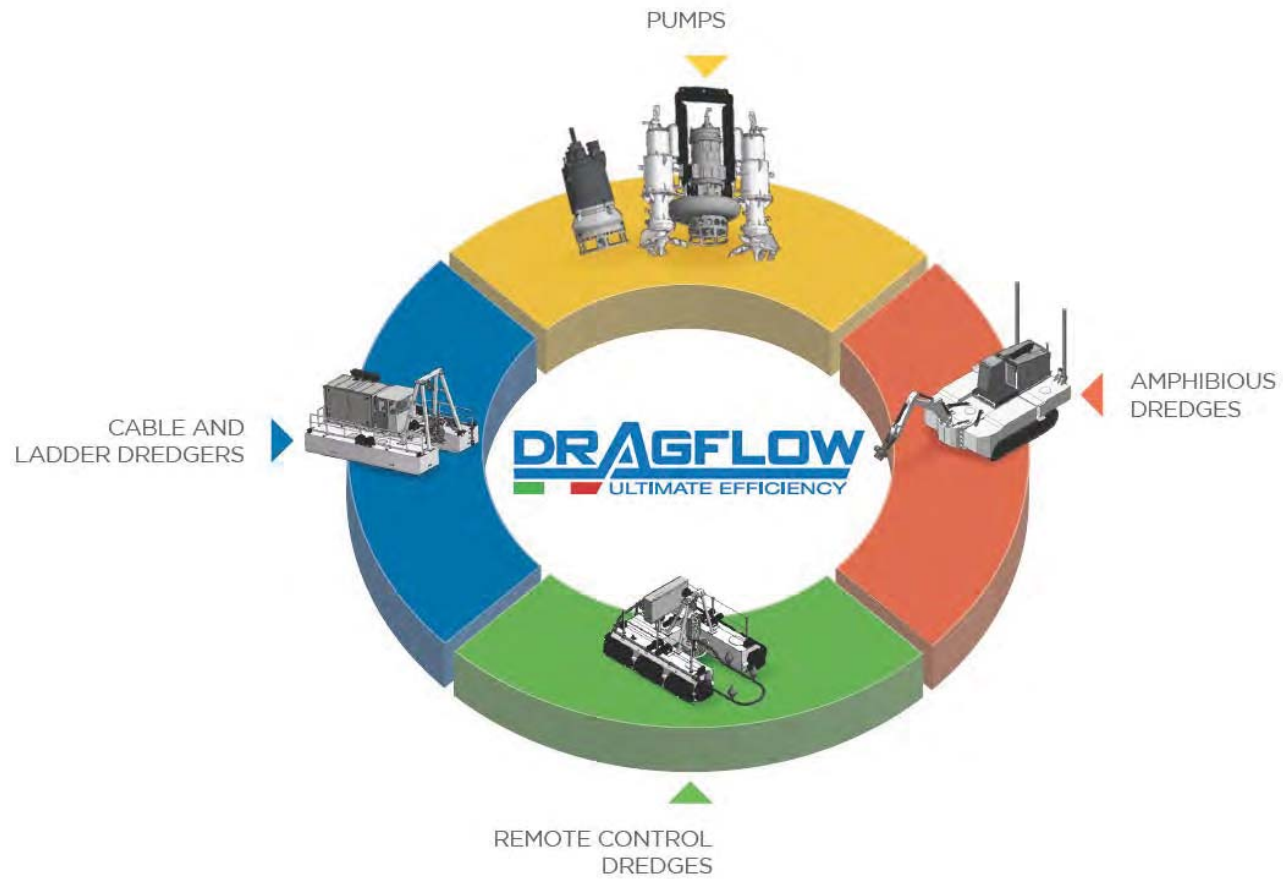 PUMPS
AMPHIBIOUS
DREDGES
CABLE AND
LADDER DREDGERS
DRAGFLOW
ULTIMATE EFFICIENCY
REMOTE CONTROL
DREDGES